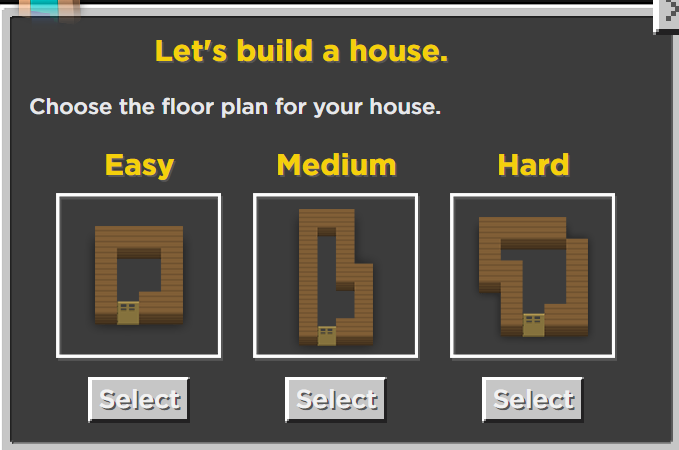 Let's build a house.
Choose the floor plan for your house.
Easy Medium Hard
Select Select Select